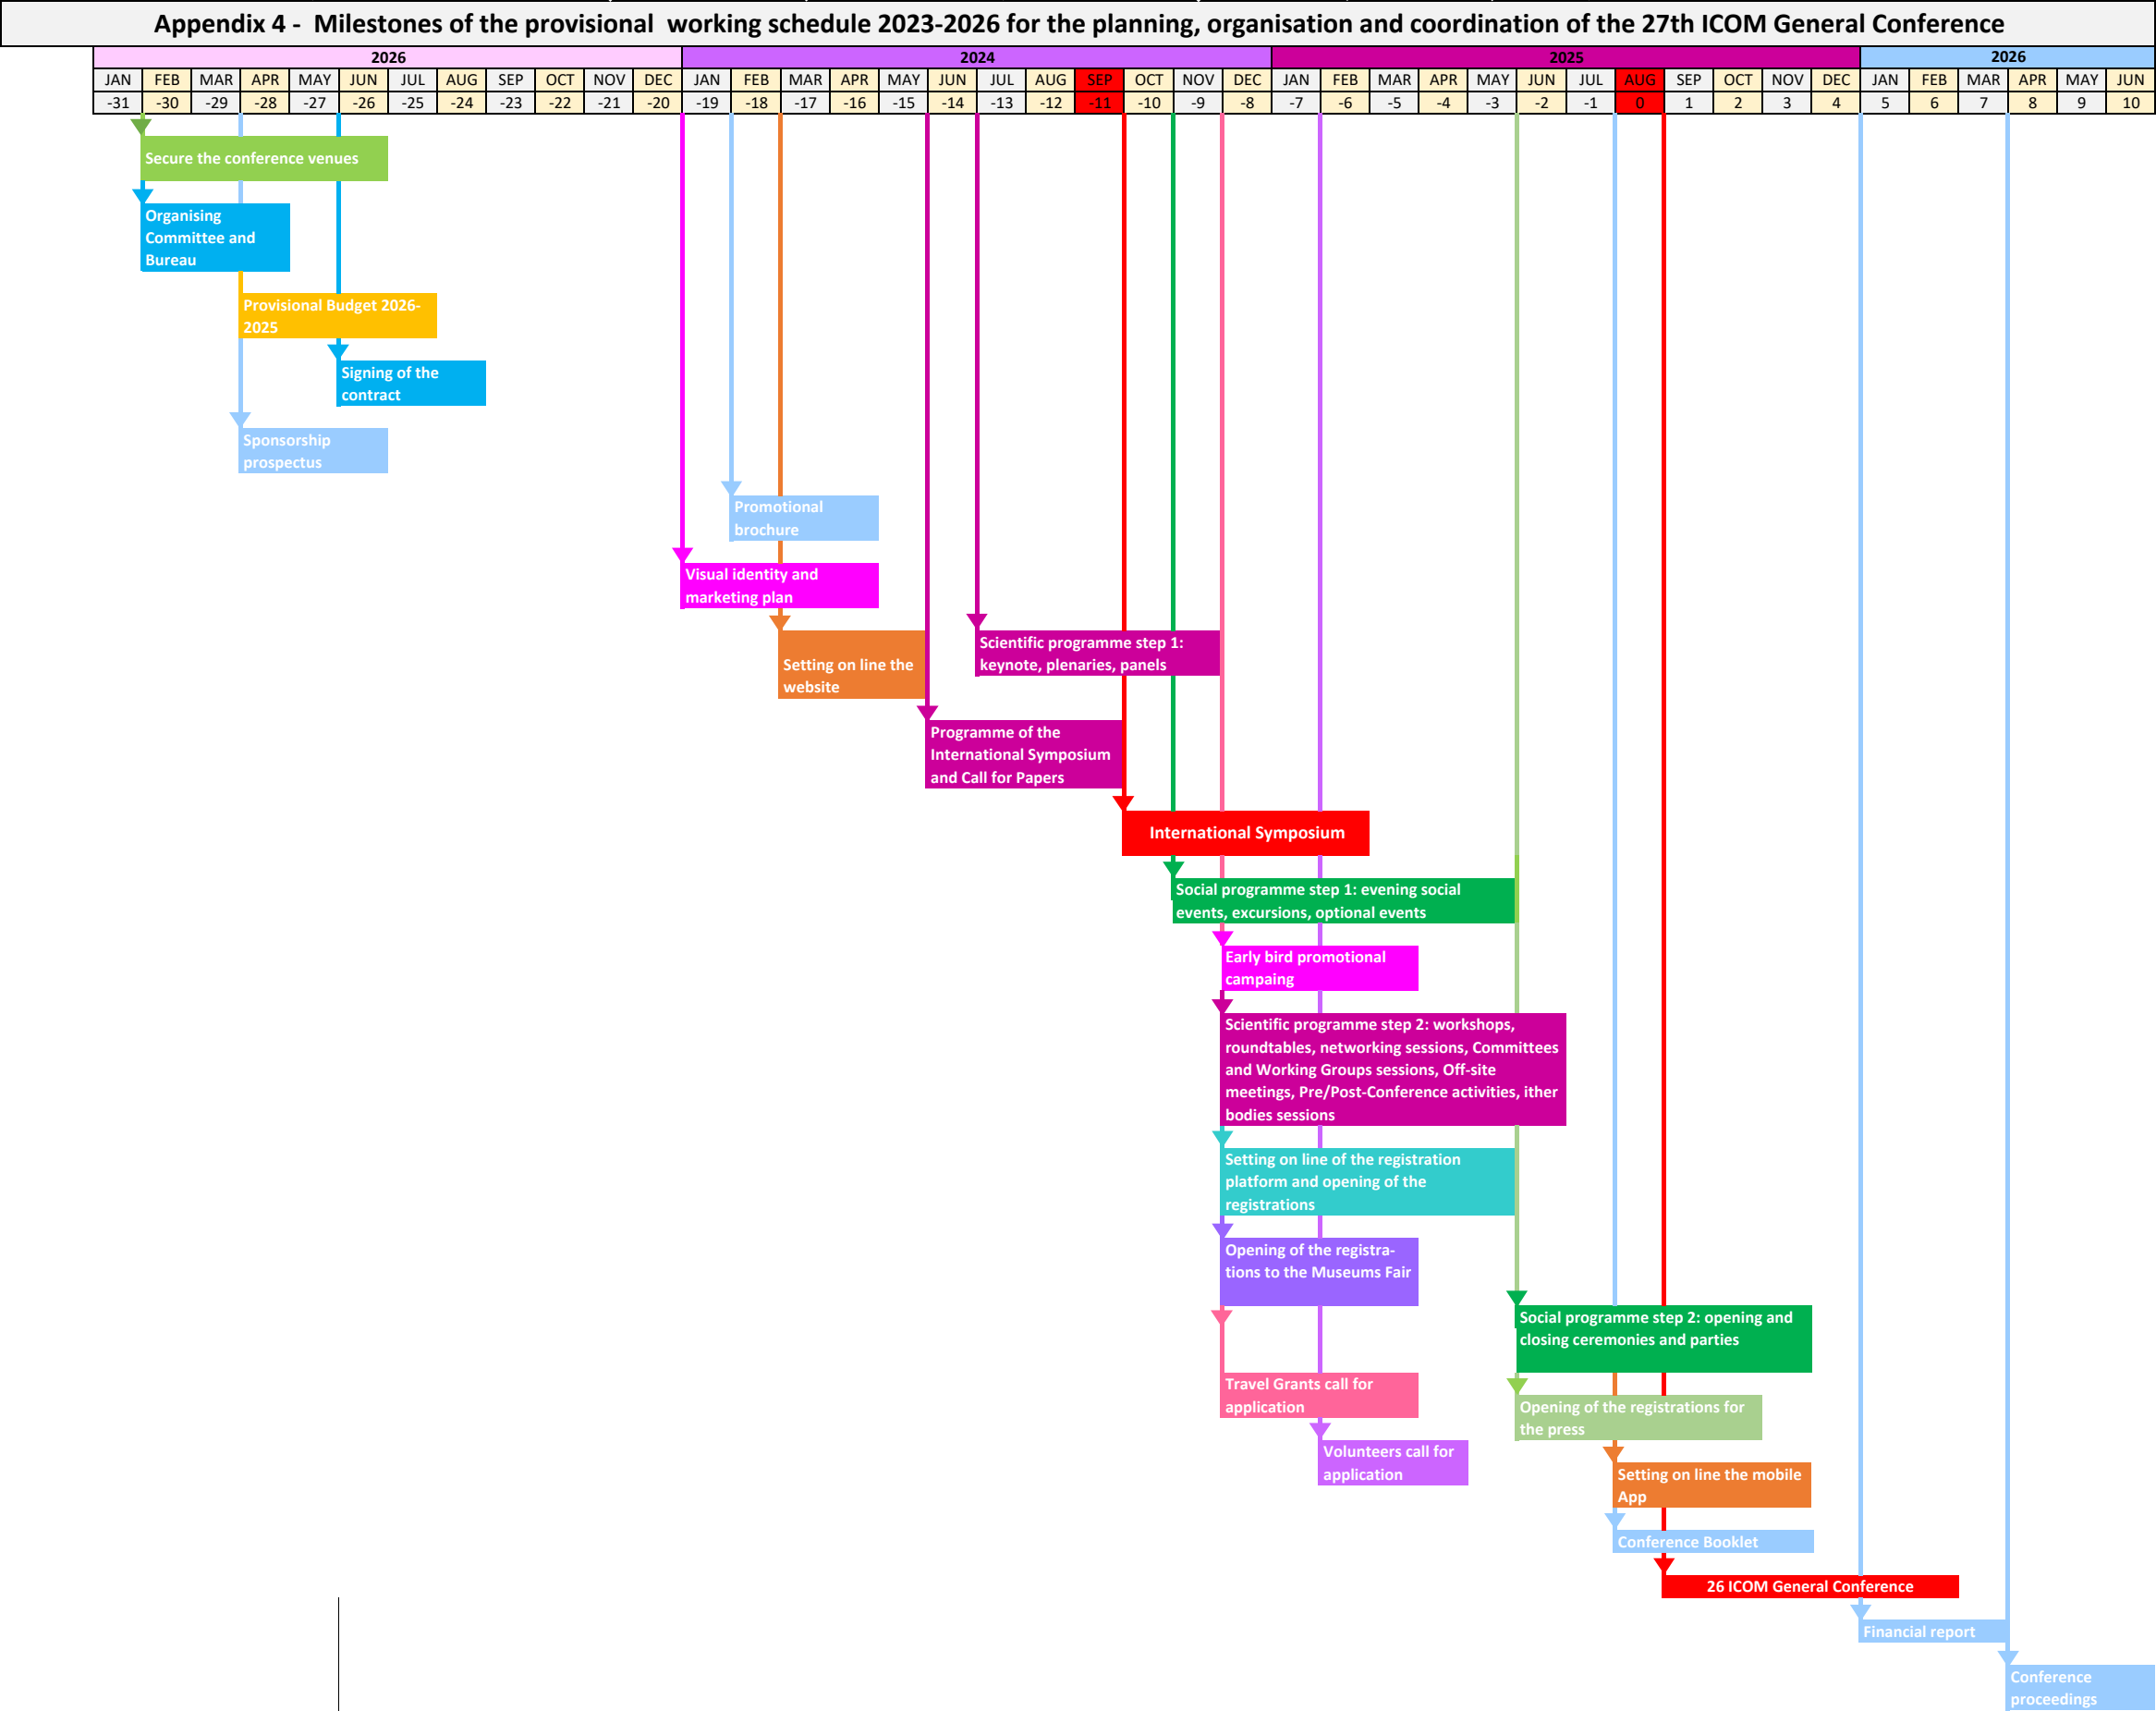 Appendix 4 - Milestones of the provisional working schedule 2023-2026 for the planning, organisation and coordination of the 27th ICOM General Conference
2026 2024 2025 2026
JAN FEB MAR APR MAY JUN JUL AUG SEP OCT NOV DEC JAN FEB MAR APR MAY JUN JUL AUG SEP OCT NOV DEC JAN FEB MAR APR MAY JUN JUL AUG SEP OCT NOV DEC JAN FEB MAR APR MAY JUN
-31 -30 -29 -28 -27 -26 -25 -24 -23 -22 -21 -20 -19 -18 -17 -16 -15 -14 -13 -12 -11 -10 -9 -8 -7 -6 -5 -4 -3 -2 -1 0 1 2 3 4 5 6 7 8 9 10
Secure the conference venues
Organising
Committee and
Bureau
Provisional Budget 2026-
2025
Signing of the
contract
Sponsorship
prospectus
Promotional
brochure
Visual identity and
marketing plan
Setting on line the
website
Scientific programme step 1:
keynote, plenaries, panels
Programme of the
International Symposium
and Call for Papers
International Symposium
Social programme step 1: evening social
events, excursions, optional events
Early bird promotional
campaing
Scientific programme step 2: workshops,
roundtables, networking sessions, Committees
and Working Groups sessions, Off-site
meetings, Pre/Post-Conference activities, ither
bodies sessions
Setting on line of the registration
platform and opening of the
registrations
Opening of the registra-
tions to the Museums Fair
Social programme step 2: opening and
closing ceremonies and parties
Travel Grants call for
application
Opening of the registrations for
the press
Volunteers call for
application
Setting on line the mobile
App
Conference Booklet
26 ICOM General Conference
Financial report
Conference
proceedings